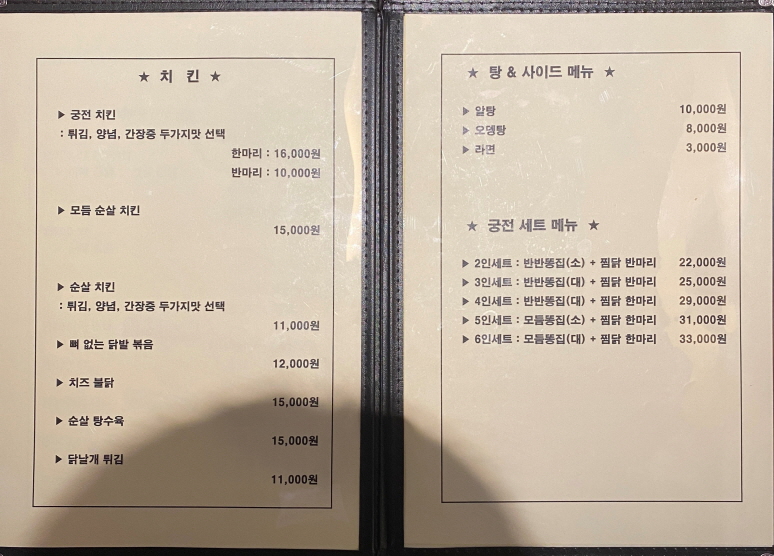 ★ 치 킨 ★
▶ 궁전 치킨
: 튀김, 양념, 간장중 두가지맛 선택
한마리 : 16,000원
반마리 : 10,000원
▶ 모듬 순살 치킨
15,000원
▶ 순살 치킨
: 튀김, 양념, 간장중 두가지맛 선택
11,000원
▶ 뼈 없는 닭발 볶음
12,000원
▶ 치즈 불닭
15,000원
▶ 순살 탕수육
15,000원
▶ 닭날개 튀김
11,000원
★ 탕 & 사이드 메뉴 ★
▶ 알탕 10,000원
▶ 오뎅탕 8,000원
▶ 라면 3,000원
★ 궁전 세트 메뉴 ★
▶ 2인세트 : 반반똥집(소) + 찜닭 반마리 22,000원
▶ 3인세트 : 반반똥집(대) + 찜닭 반마리 25,000원
▶ 4인세트 : 반반똥집(대) + 찜닭 한마리 29,000원
▶ 5인세트 : 모듬똥집(소) + 찜닭 한마리 31,000원
▶ 6인세트 : 모듬똥집(대) + 찜닭 한마리 33,000원